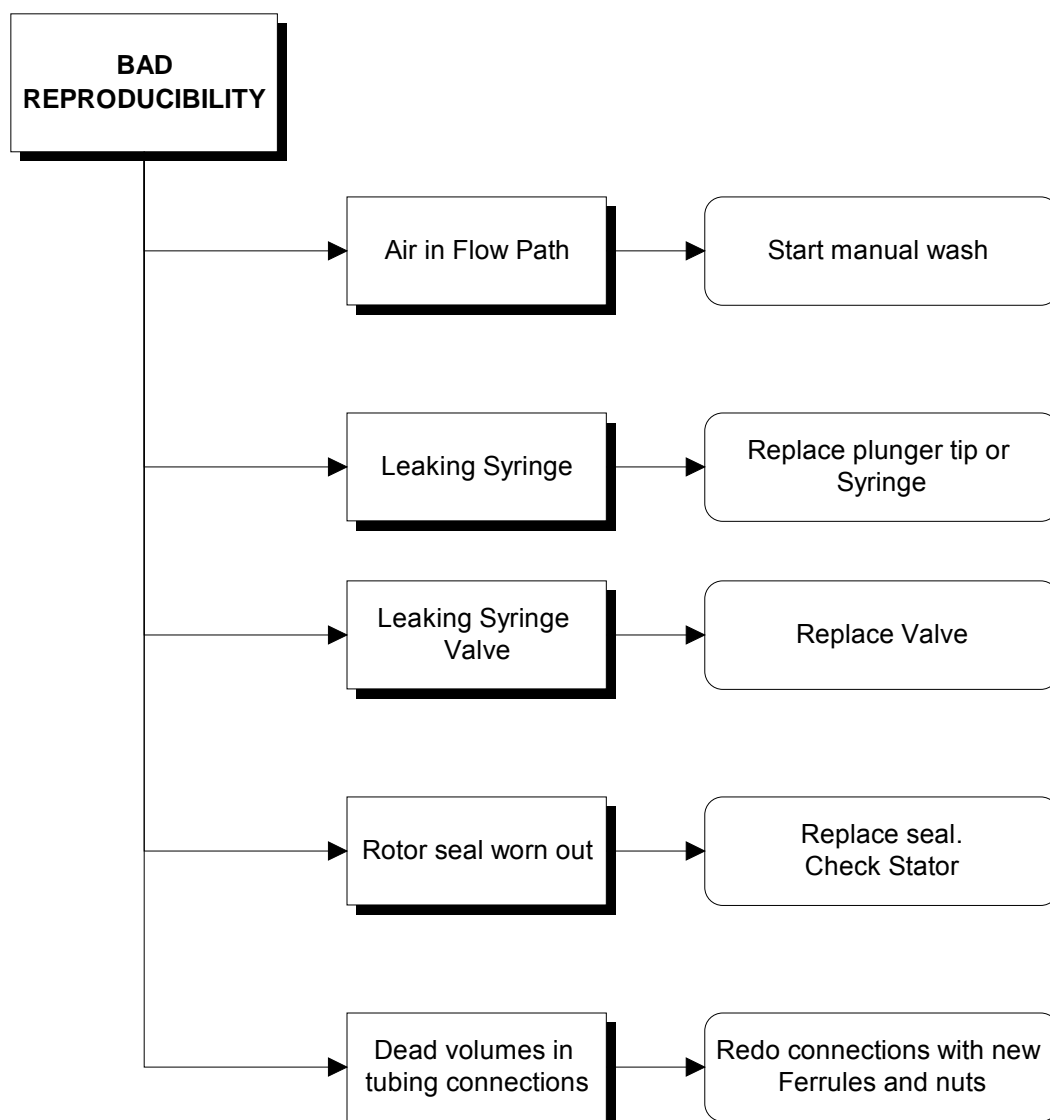 BAD
REPRODUCIBILITY
Air in Flow Path
Start manual wash
Leaking Syringe
Replace plunger tip or
Syringe
Leaking Syringe
Valve
Replace Valve
Rotor seal worn out
Replace seal.
Check Stator
Dead volumes in
tubing connections
Redo connections with new
Ferrules and nuts